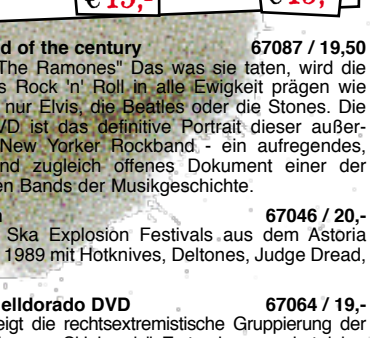 € 15,-
d of the century 67087 / 19,50
The Ramones" Das was sie taten, wird die
s Rock 'n' Roll in alle Ewigkeit prägen wie
nur Elvis, die Beatles oder die Stones. Die
VD ist das definitive Portrait dieser außer-
New Yorker Rockband - ein aufregendes,
nd zugleich offenes Dokument einer der
en Bands der Musikgeschichte.
67046 / 20,-
Ska Explosion Festivals aus dem Astoria
1989 mit Hotknives, Deltones, Judge Dread,
elldorado DVD 67064 / 19,-
eigt die rechtsextremistische Gruppierung der